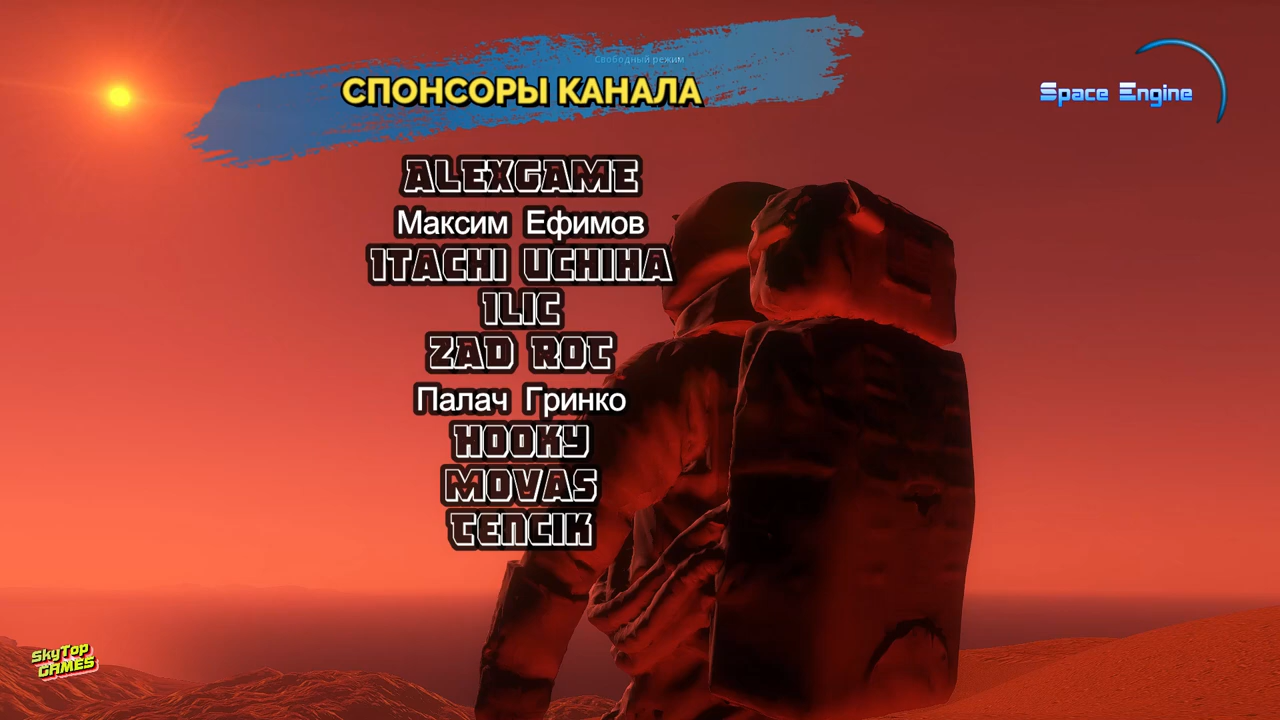 Свободный режим
СПОНСОРЫ КАНАЛА
Space Engine
ALEXGAME
Максим Ефимов
ITACHI UCHIHA
ILIC
ZAD ROT
Палач Гринко
HOOKY
MOVAS
TENCIK
SkyTop
GAMES